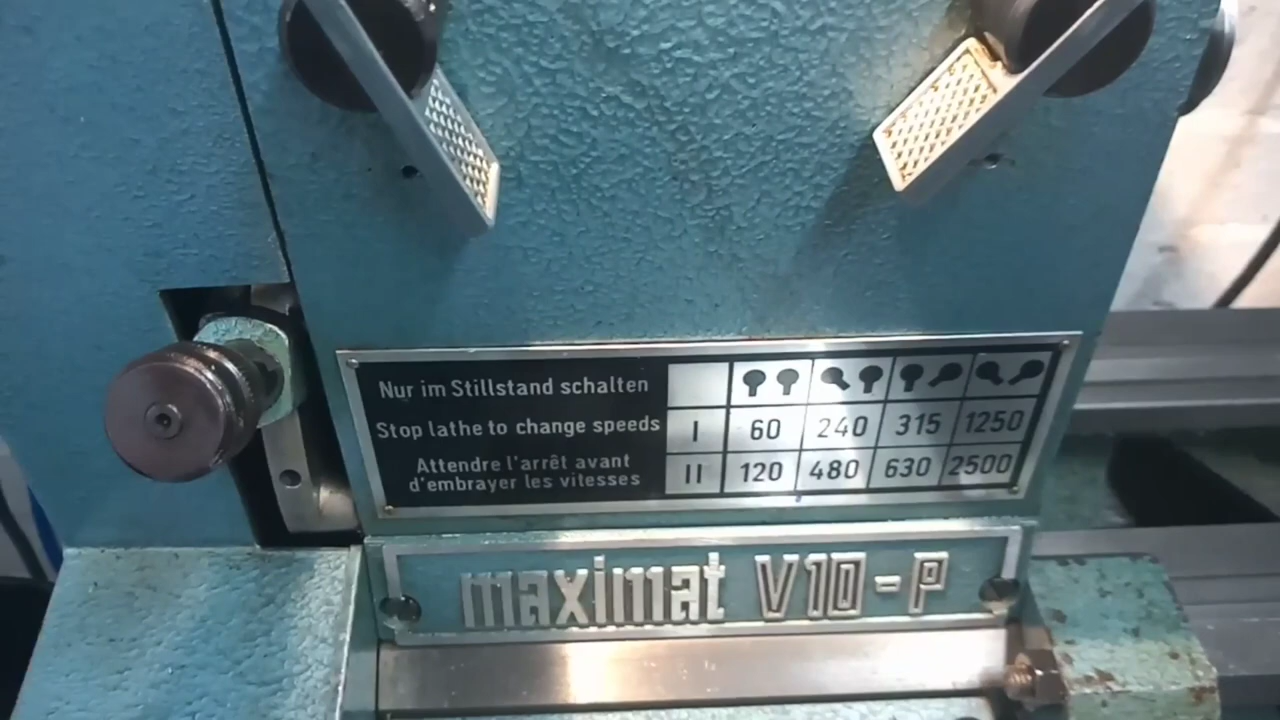 Nur im Stillstand schalten
Stop lathe to change speeds
Attendre l'arrêt avant
d'embrayer les vitesses
I 60 240 315 1250
II 120 480 630 2500
maximat V10-P